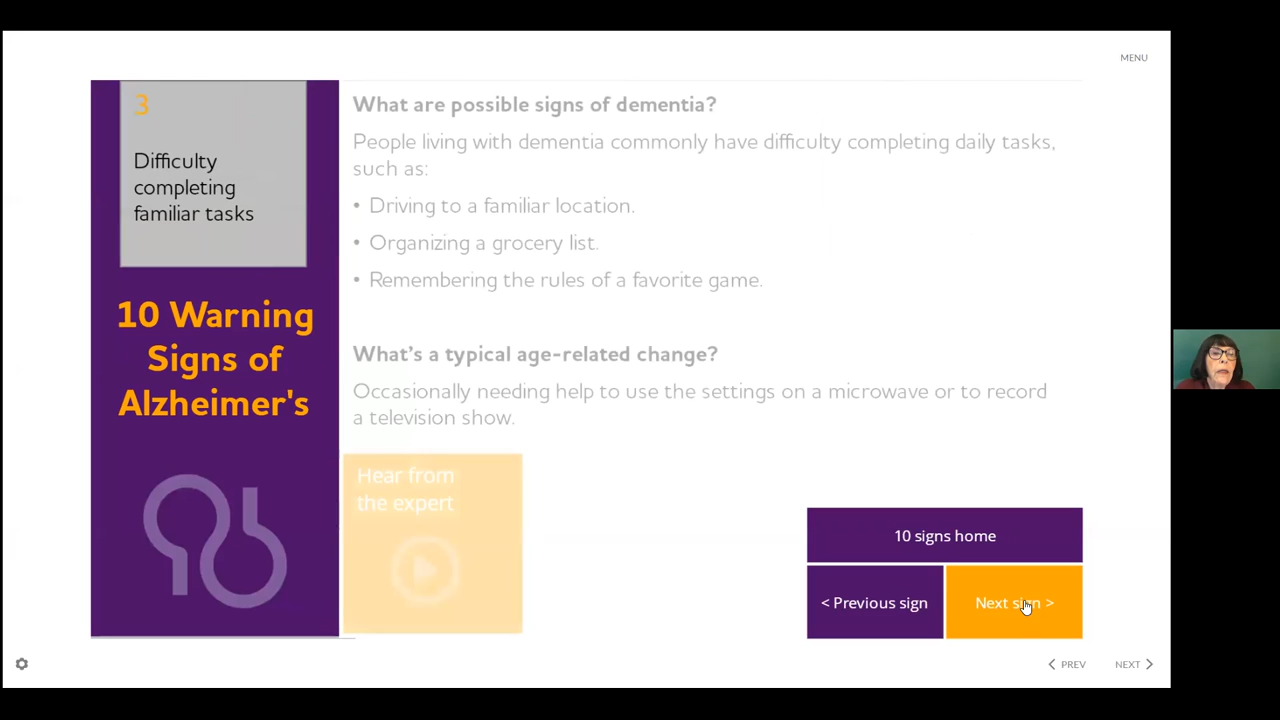 MENU
3
Difficulty
completing
familiar tasks
10 Warning
Signs of
Alzheimer's
What are possible signs of dementia?
People living with dementia commonly have difficulty completing daily tasks,
such as:
• Driving to a familiar location.
• Organizing a grocery list.
• Remembering the rules of a favorite game.
What's a typical age-related change?
Occasionally needing help to use the settings on a microwave or to record
a television show.
Hear from
the expert
10 signs home
< Previous sign
Next sign >
PREV
NEXT